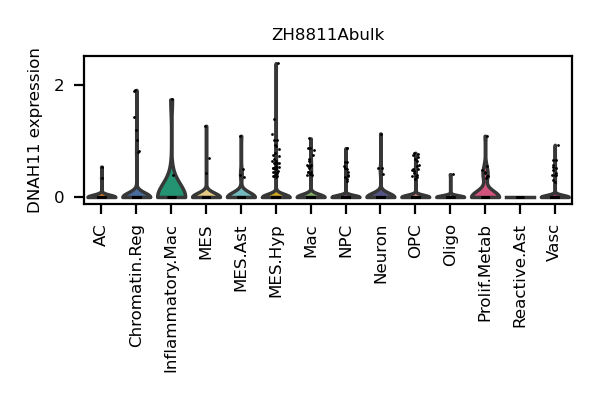 ZH8811Abulk
DNAH11 expression
2
0
AC
Chromatin.Reg
Inflammatory.Mac
MES
MES.Ast
MES.Hyp
Mac
NPC
Neuron
OPC
Oligo
Prolif.Metab
Reactive.Ast
Vasc